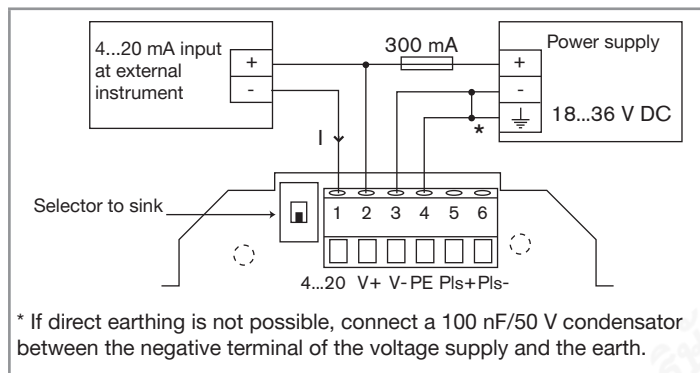 4...20 mA input
at external
instrument
+
-
300 mA
Power supply
+
-
18...36 V DC
*
I
Selector to sink
1 2 3 4 5 6
4...20 V+ V- PE Pls+ Pls-
* If direct earthing is not possible, connect a 100 nF/50 V condensator
between the negative terminal of the voltage supply and the earth.